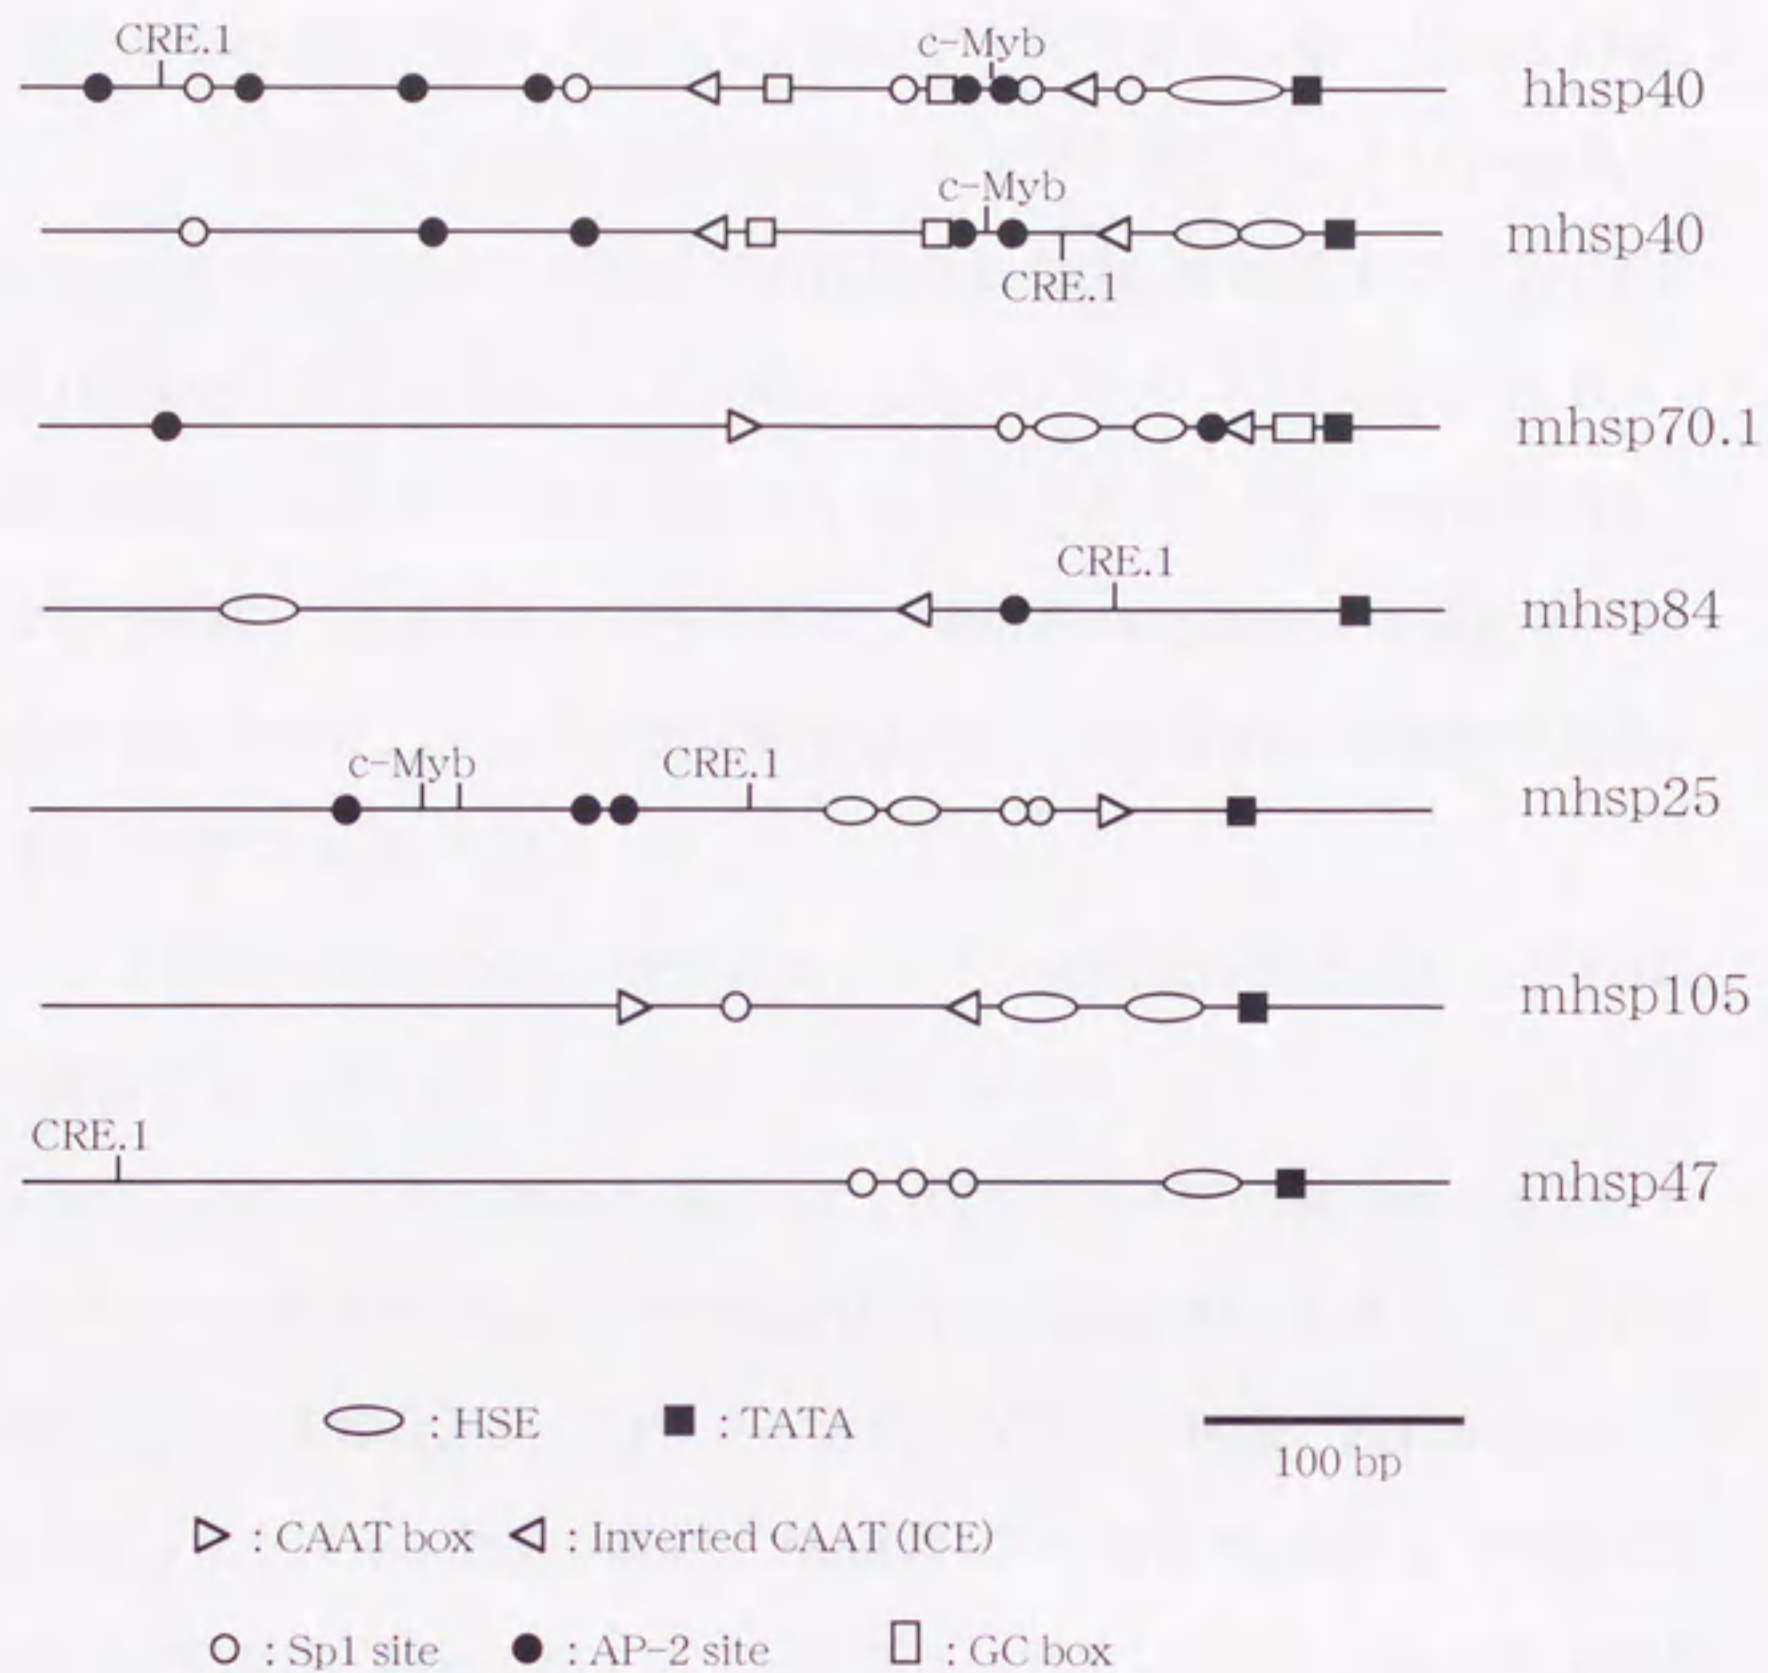 CRE.1
c-Myb
hhsp40
c-Myb
mhsp40
CRE.1
mhsp70.1
CRE.1
mhsp84
c-Myb
CRE.1
mhsp25
mhsp105
CRE.1
mhsp47
: HSE
: TATA
100 bp
: CAAT box
: Inverted CAAT (ICE)
: Sp1 site
: AP-2 site
: GC box